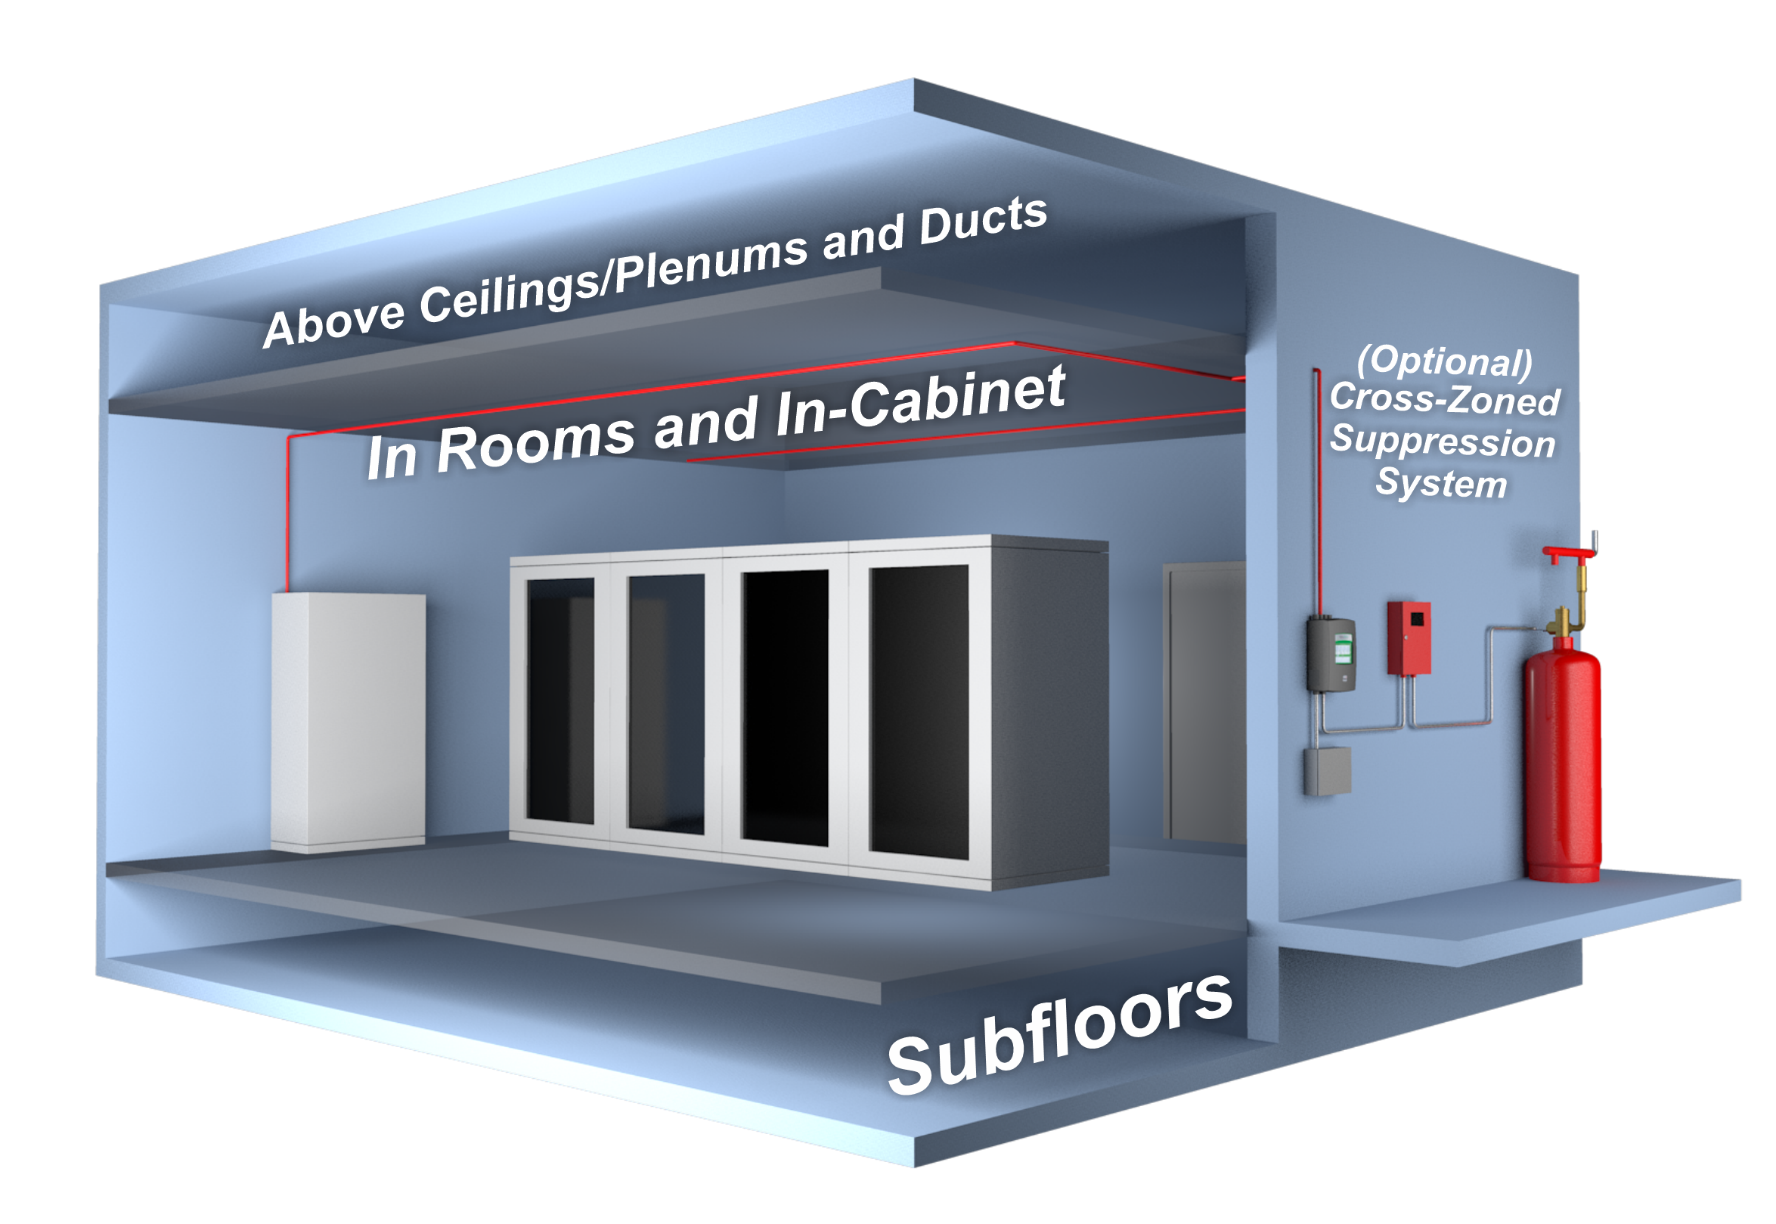 Above Ceilings/Plenums and Ducts
In Rooms and In-Cabinet
(Optional)
Cross-Zoned
Suppression
System
Subfloors